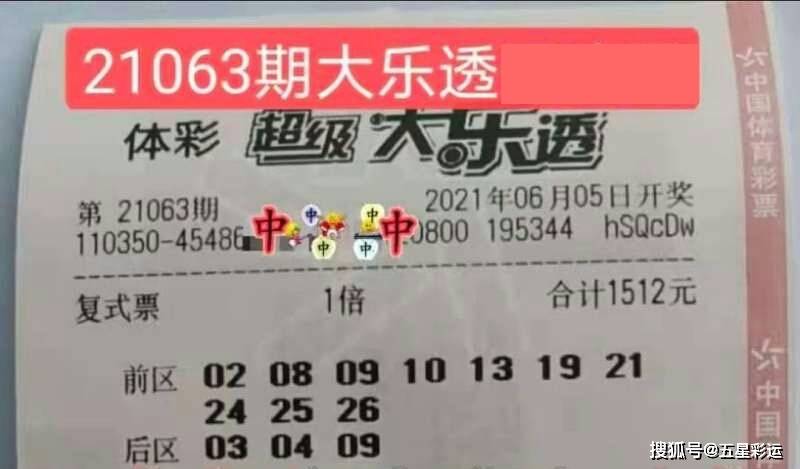 21063期大乐透
体彩 超级大乐透
第 21063期 2021年06月05日开奖
110350-45486 中 中 中 中 中 中 0800 195344 hSQcDw
复式票 1倍 合计1512元
前区 02 08 09 10 13 19 21
24 25 26
后区 03 04 09
中国体育彩票
中国
搜狐号@五星彩运